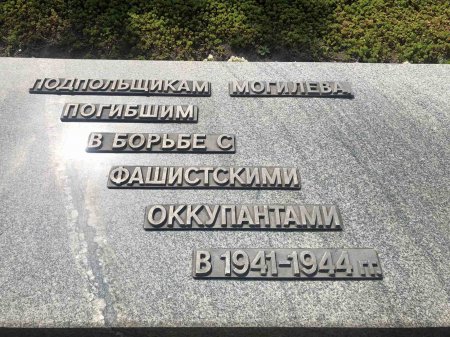 ПОДПОЛЬЩИКАМ МОГИЛЕВА
ПОГИБШИМ
В БОРЬБЕ С
ФАШИСТСКИМИ
ОККУПАНТАМИ
В 1941-1944 гг.